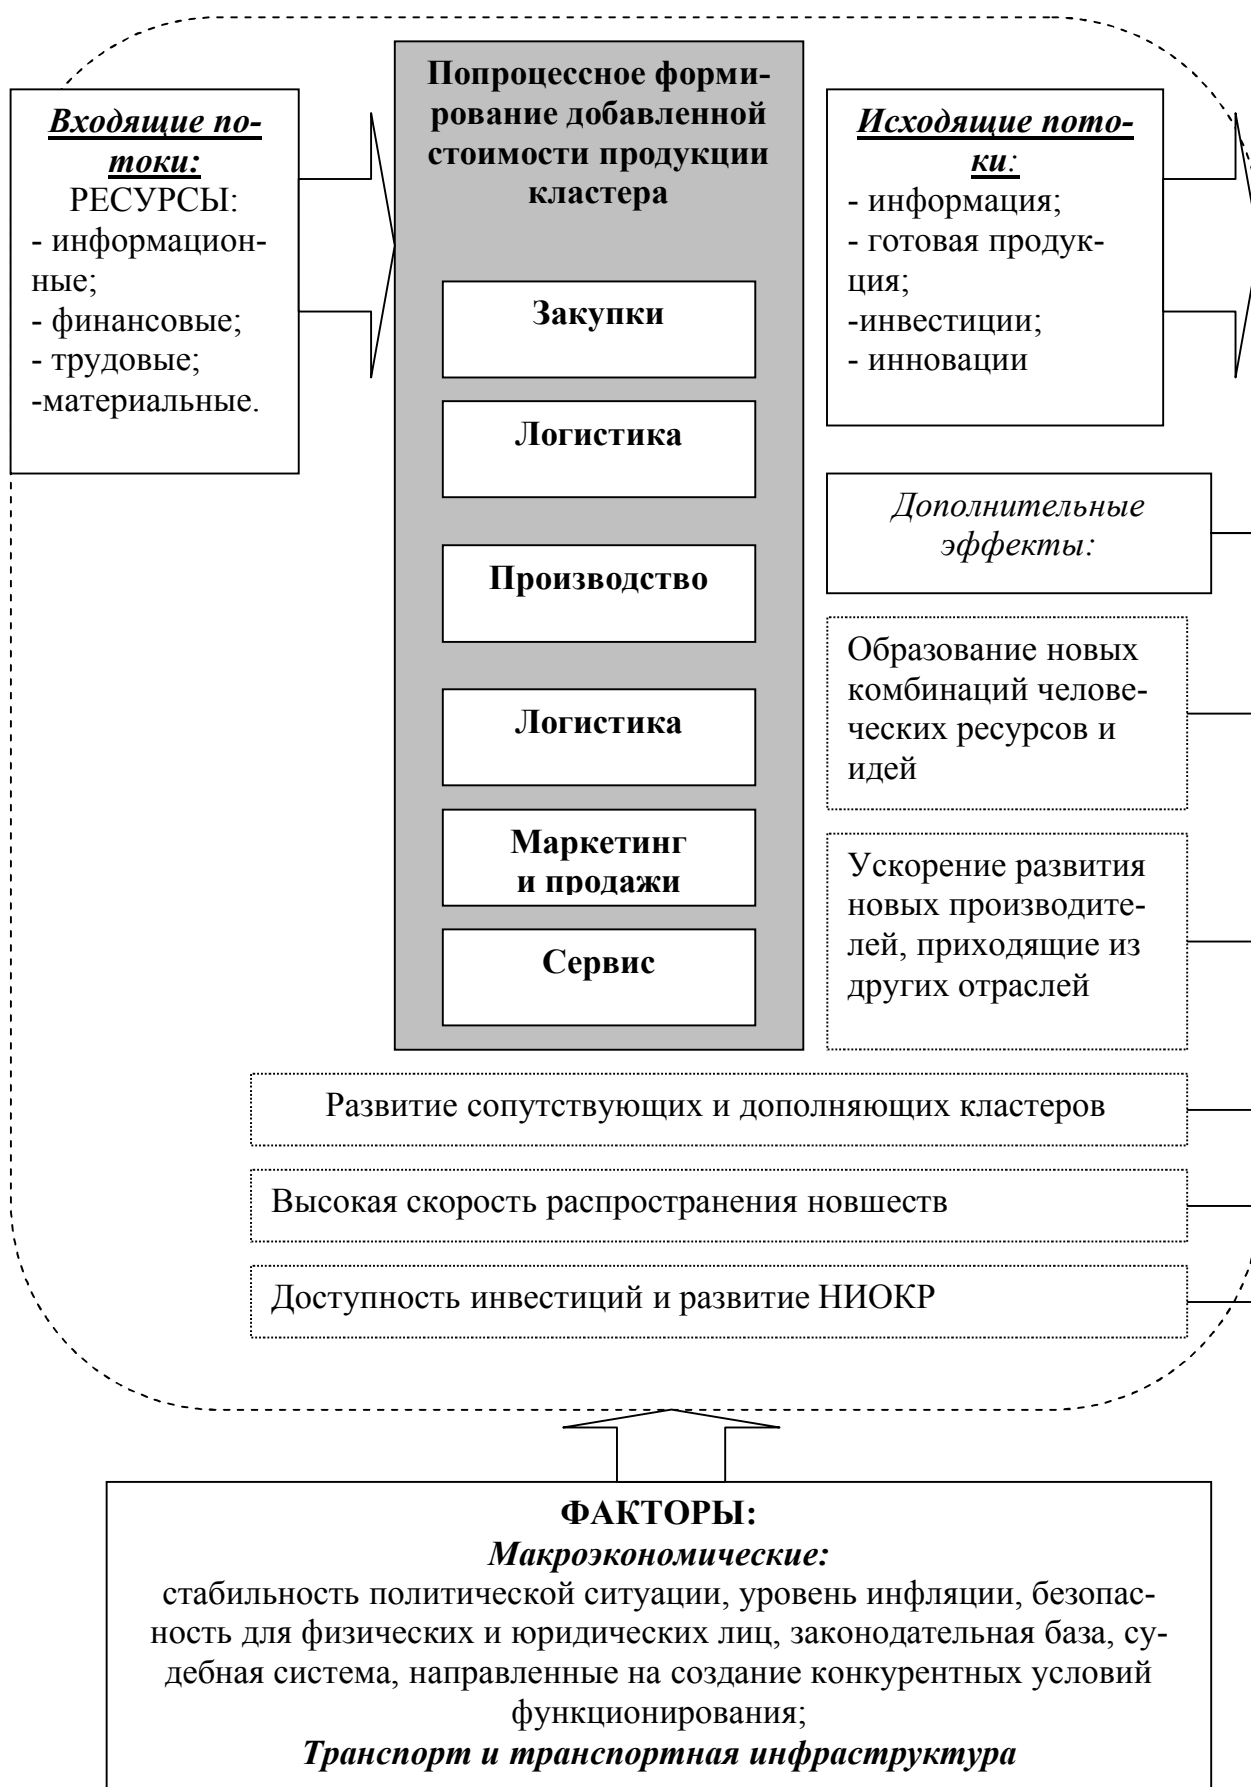 Входящие по-
токи:
РЕСУРСЫ:
- информацион-
ные;
- финансовые;
- трудовые;
-материальные.
Попроцессное форми-
рование добавленной
стоимости продукции
кластера
Закупки
Логистика
Производство
Логистика
Маркетинг
и продажи
Сервис
Исходящие пото-
ки:
- информация;
- готовая продук-
ция;
-инвестиции;
- инновации
Дополнительные
эффекты:
Образование новых
комбинаций челове-
ческих ресурсов и
идей
Ускорение развития
новых производите-
лей, приходящие из
других отраслей
Развитие сопутствующих и дополняющих кластеров
Высокая скорость распространения новшеств
Доступность инвестиций и развитие НИОКР
ФАКТОРЫ:
Макроэкономические:
стабильность политической ситуации, уровень инфляции, безопас-
ность для физических и юридических лиц, законодательная база, су-
дебная система, направленные на создание конкурентных условий
функционирования;
Транспорт и транспортная инфраструктура